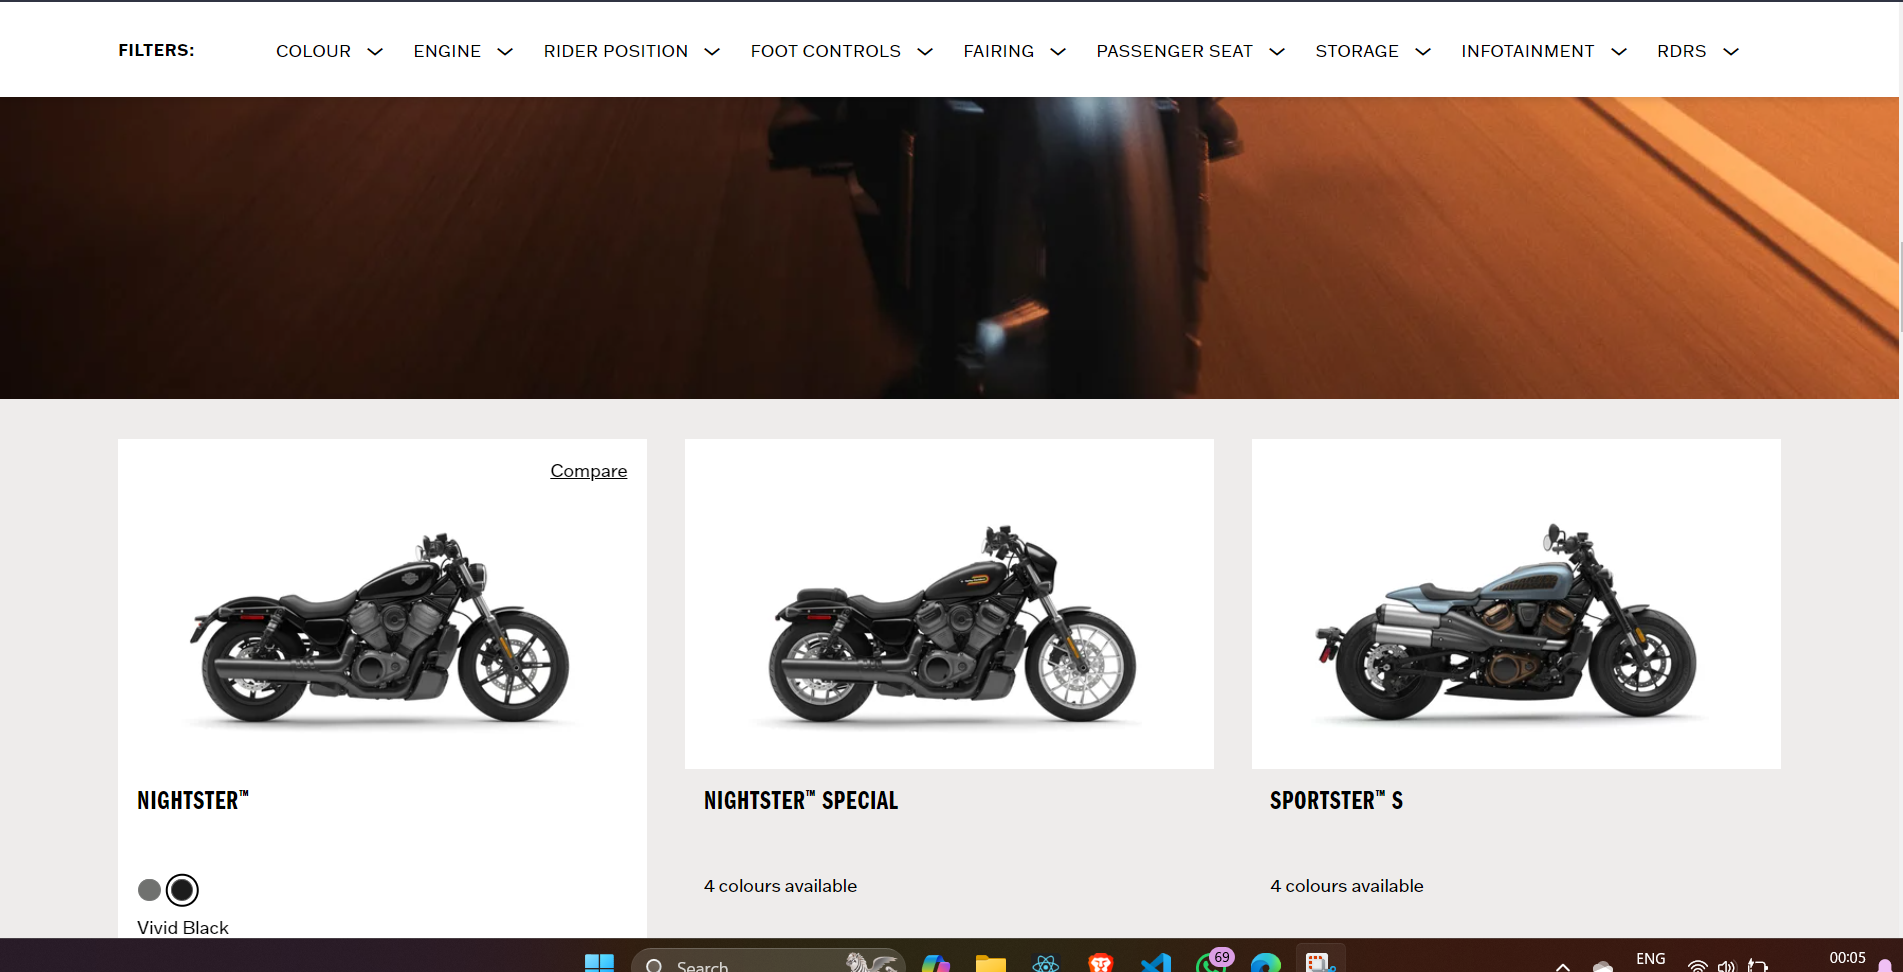 FILTERS: COLOUR ENGINE RIDER POSITION FOOT CONTROLS FAIRING PASSENGER SEAT STORAGE INFOTAINMENT RDRS
Compare
NIGHTSTER™ NIGHTSTER™ SPECIAL SPORTSTER™ S
4 colours available 4 colours available
Vivid Black
Search 69 ENG 00:05